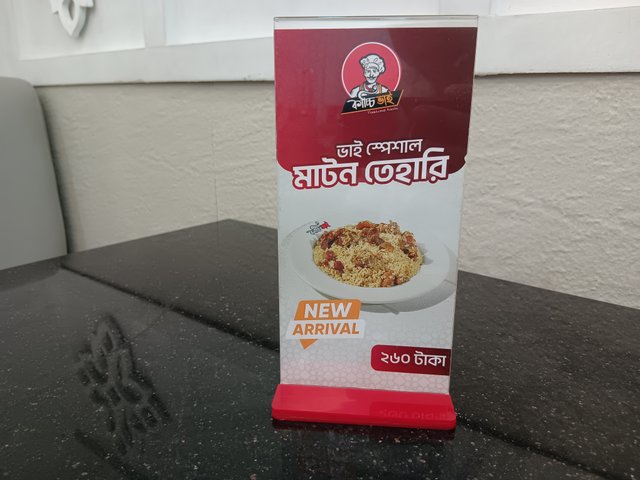 কাচ্চি ভাই
ভাই স্পেশাল
মাটন তেহারি
NEW
ARRIVAL
২৬০ টাকা